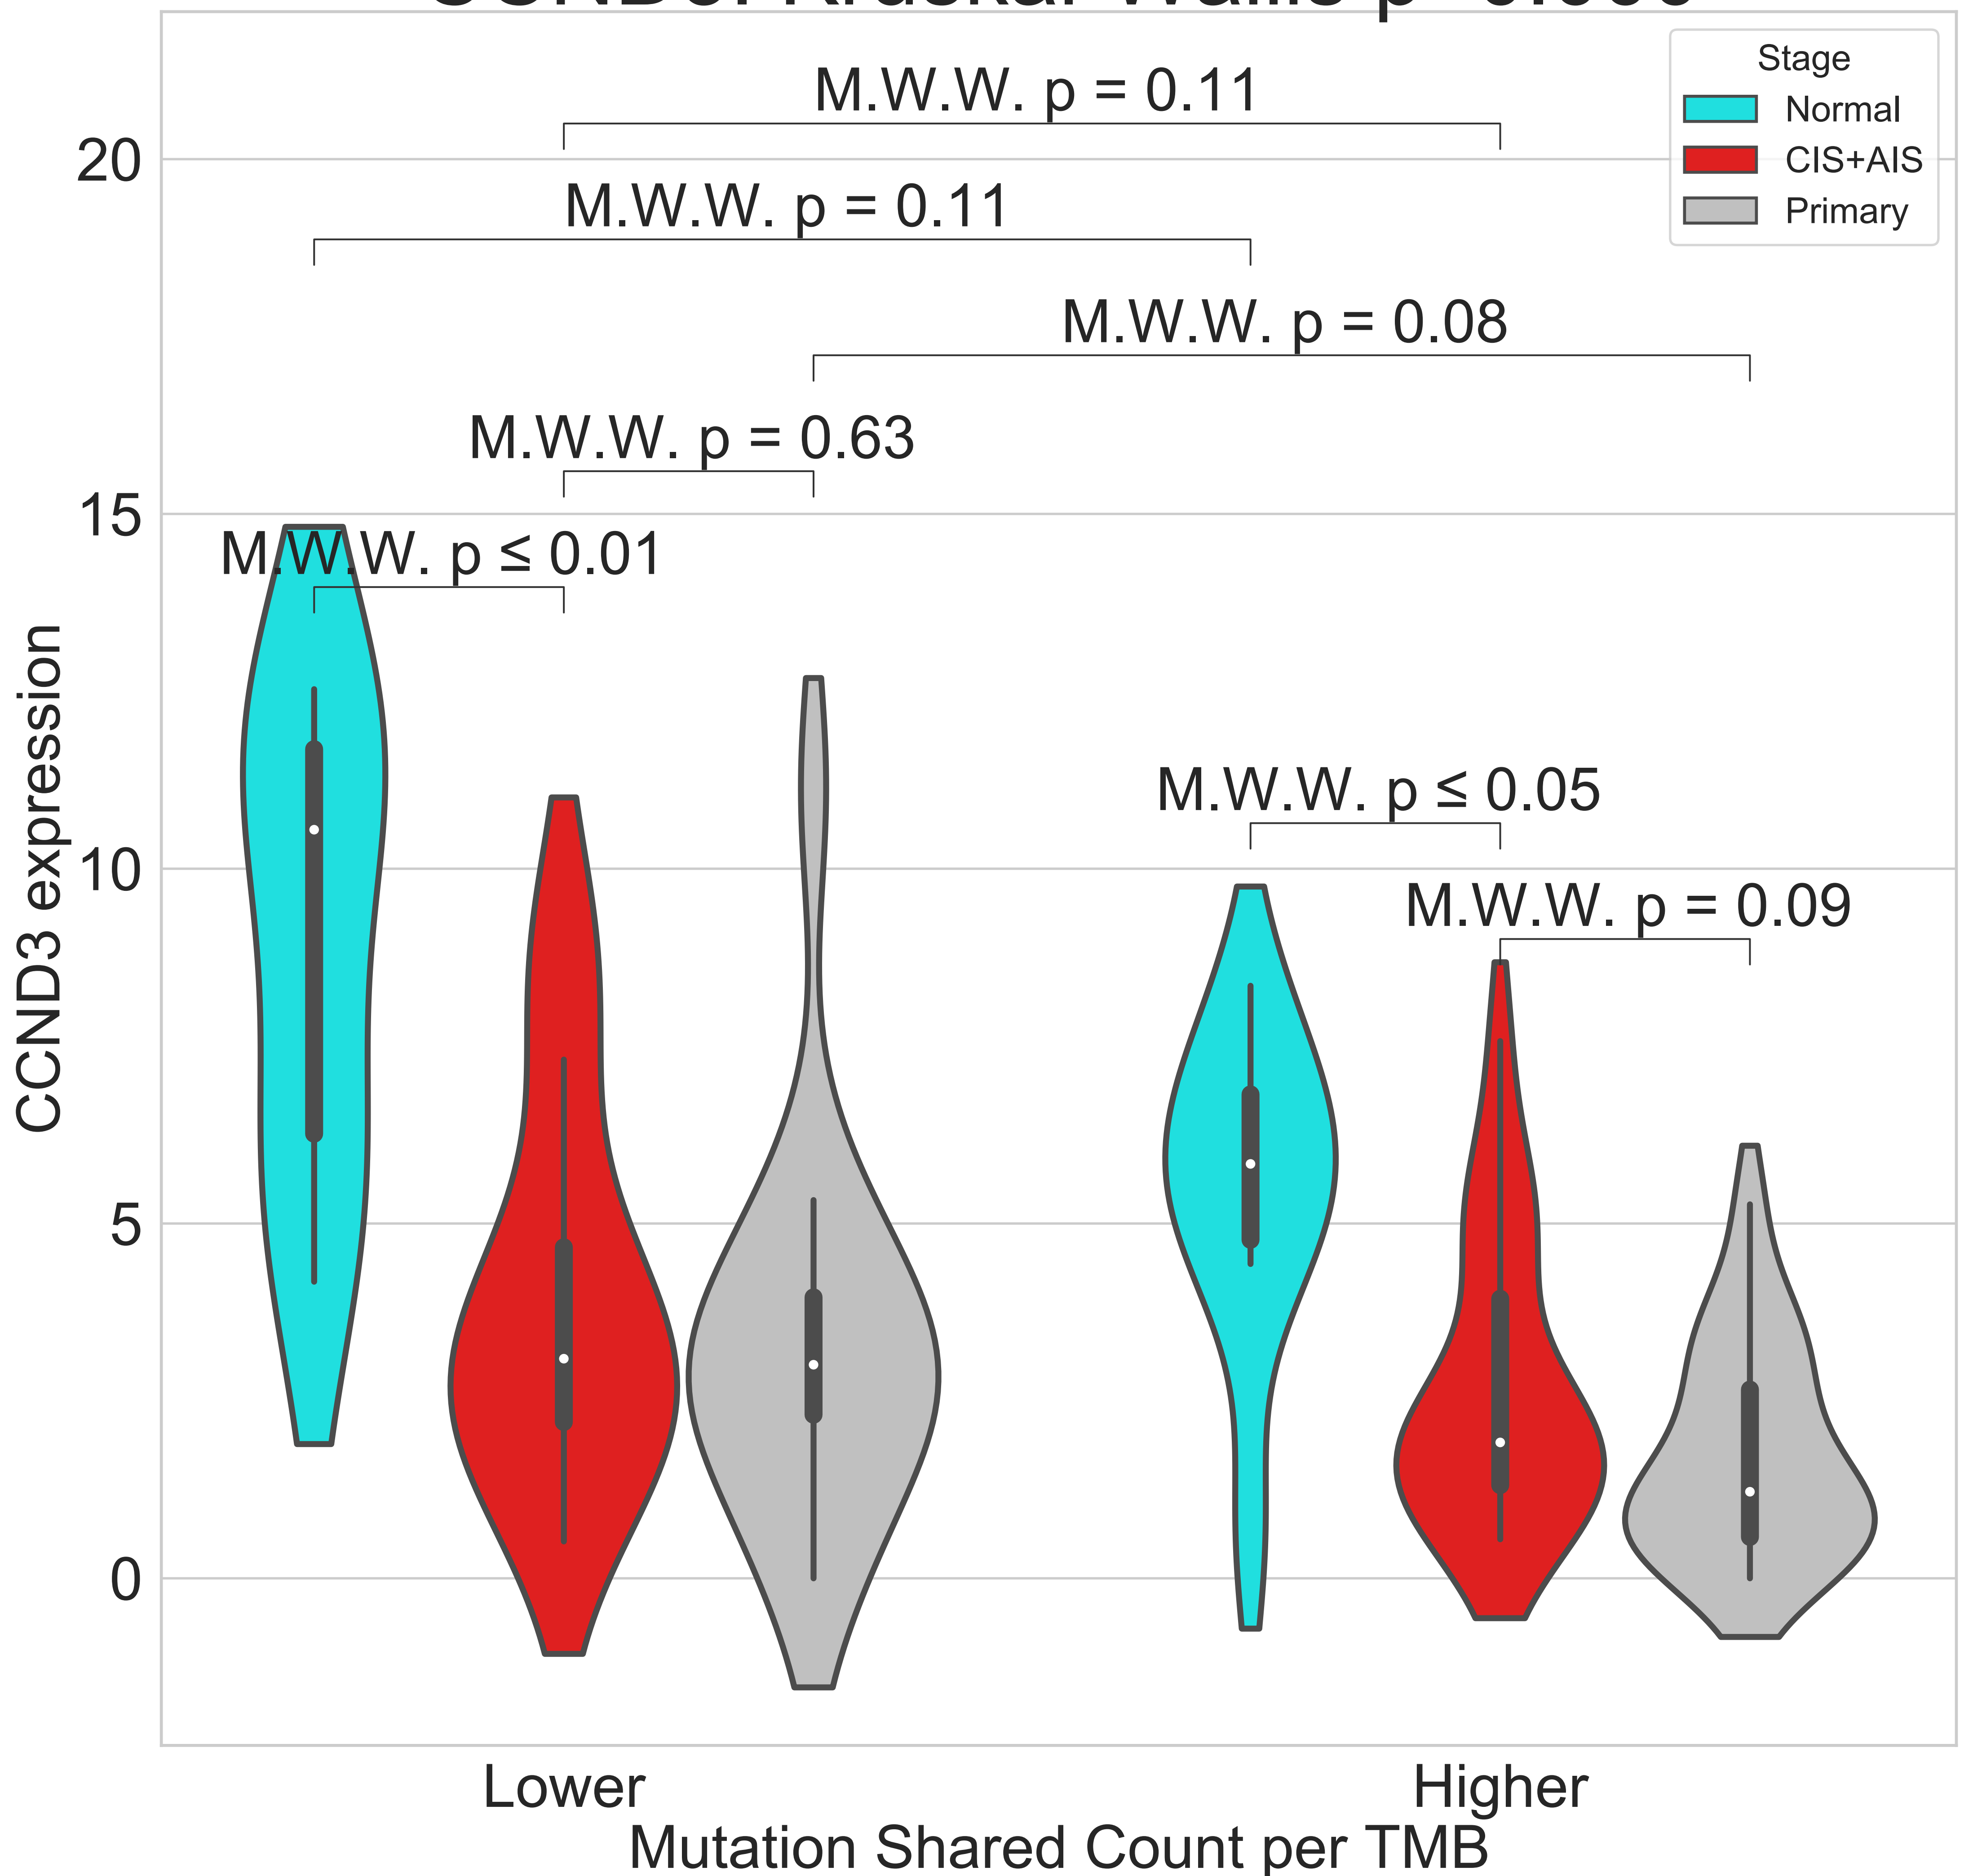 M.W.W. p = 0.11
Stage
Normal
CIS+AIS
Primary
20
M.W.W. p = 0.11
M.W.W. p = 0.08
M.W.W. p = 0.63
15
M.W.W. p ≤ 0.01
M.W.W. p ≤ 0.05
10
M.W.W. p = 0.09
CCND3 expression
5
0
Lower
Higher
Mutation Shared Count per TMB